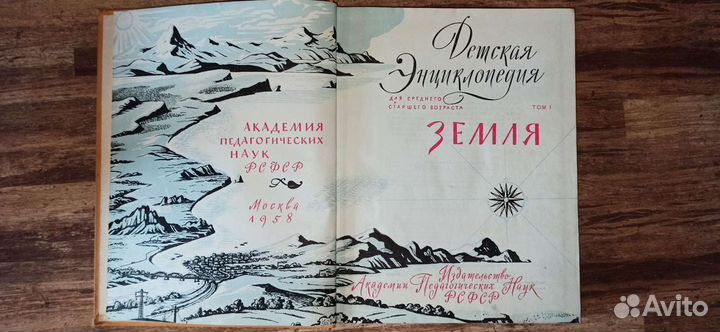 АКАДЕМИЯ
ПЕДАГОГИЧЕСКИХ
НАУК
РСФСР
Москва
1958
Детская
Энциклопедия
ДЛЯ СРЕДНЕГО
И
СТАРШЕГО ВОЗРАСТА
ТОМ 1
ЗЕМЛЯ
Издательство
Академии Педагогических Наук
РСФСР
Avito